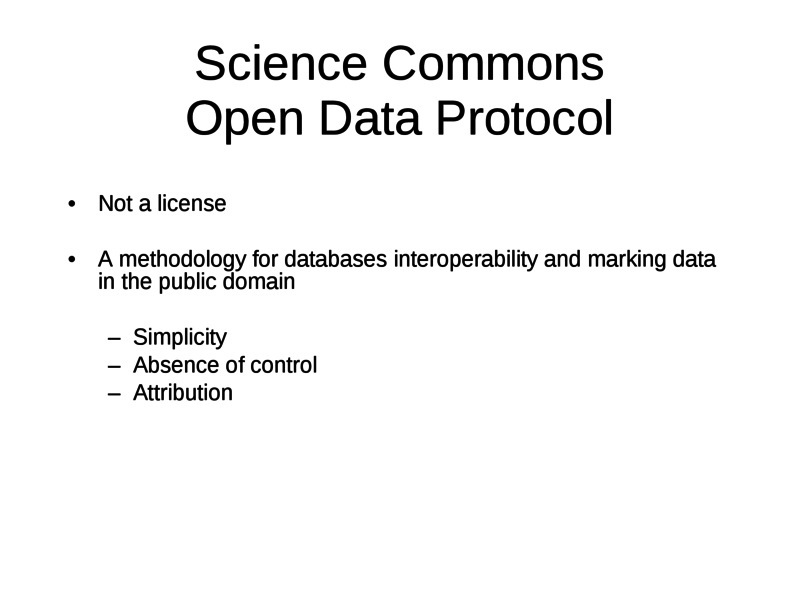 Science Commons
Open Data Protocol
• Not a license
• A methodology for databases interoperability and marking data
in the public domain
– Simplicity
– Absence of control
– Attribution